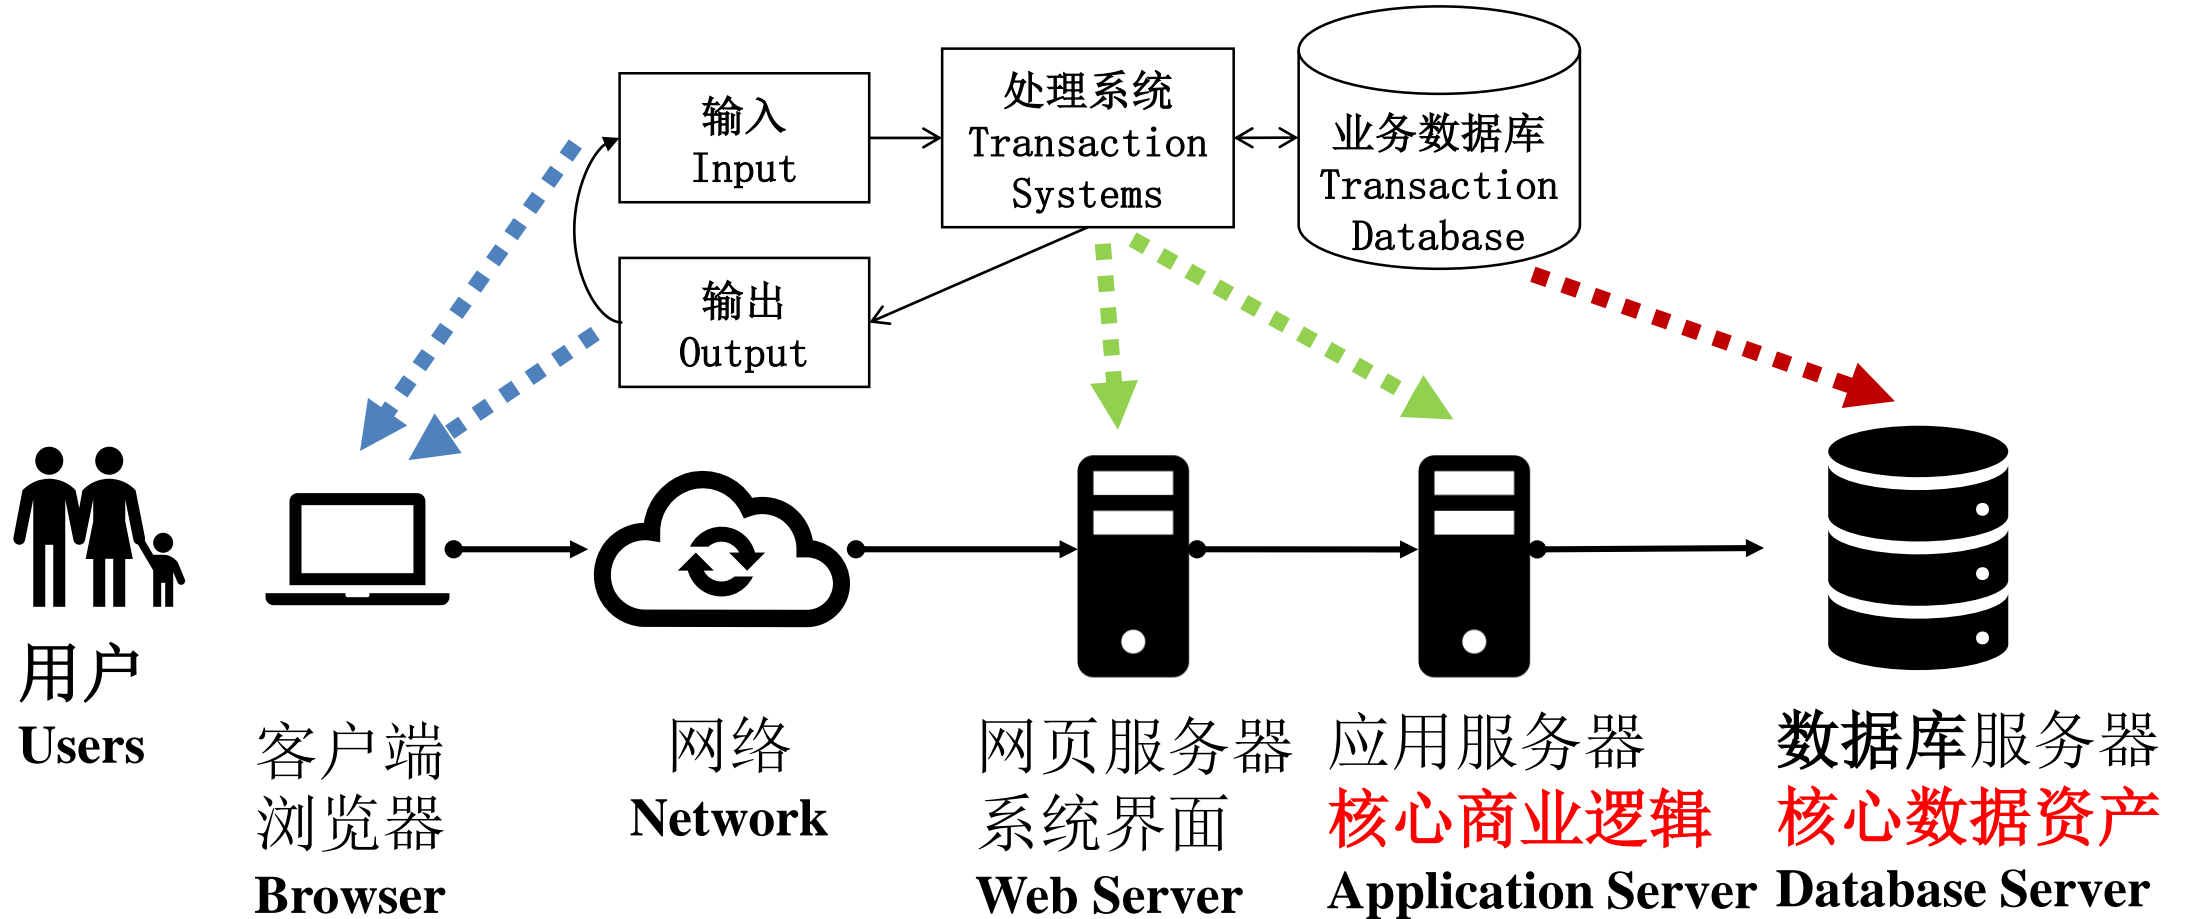 输入
Input
处理系统
Transaction
Systems
业务数据库
Transaction
Database
输出
Output
用户
Users
客户端
浏览器
Browser
网络
Network
网页服务器
系统界面
Web Server
应用服务器
核心商业逻辑
Application Server
数据库服务器
核心数据资产
Database Server